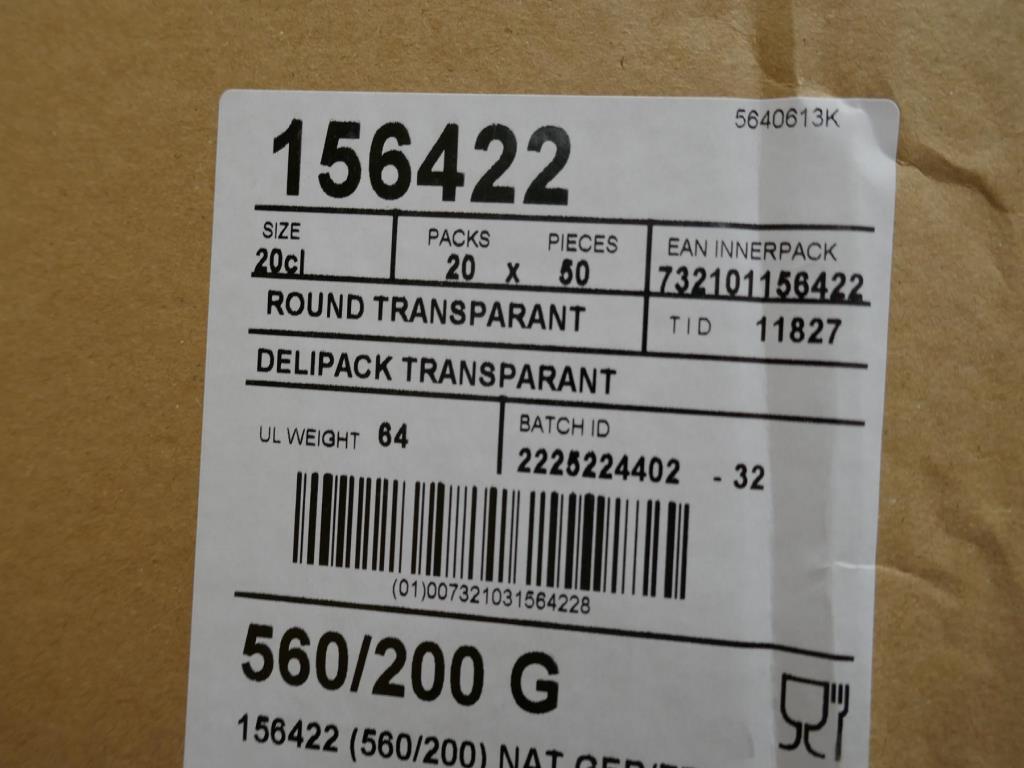 156422
5640613K
SIZE PACKS PIECES EAN INNERPACK
20cl 20 x 50 732101156422
ROUND TRANSPARANT TID 11827
DELIPACK TRANSPARANT
UL WEIGHT 64 BATCH ID
2225224402 - 32
(01)007321031564228
560/200 G
156422 (560/200) NAT